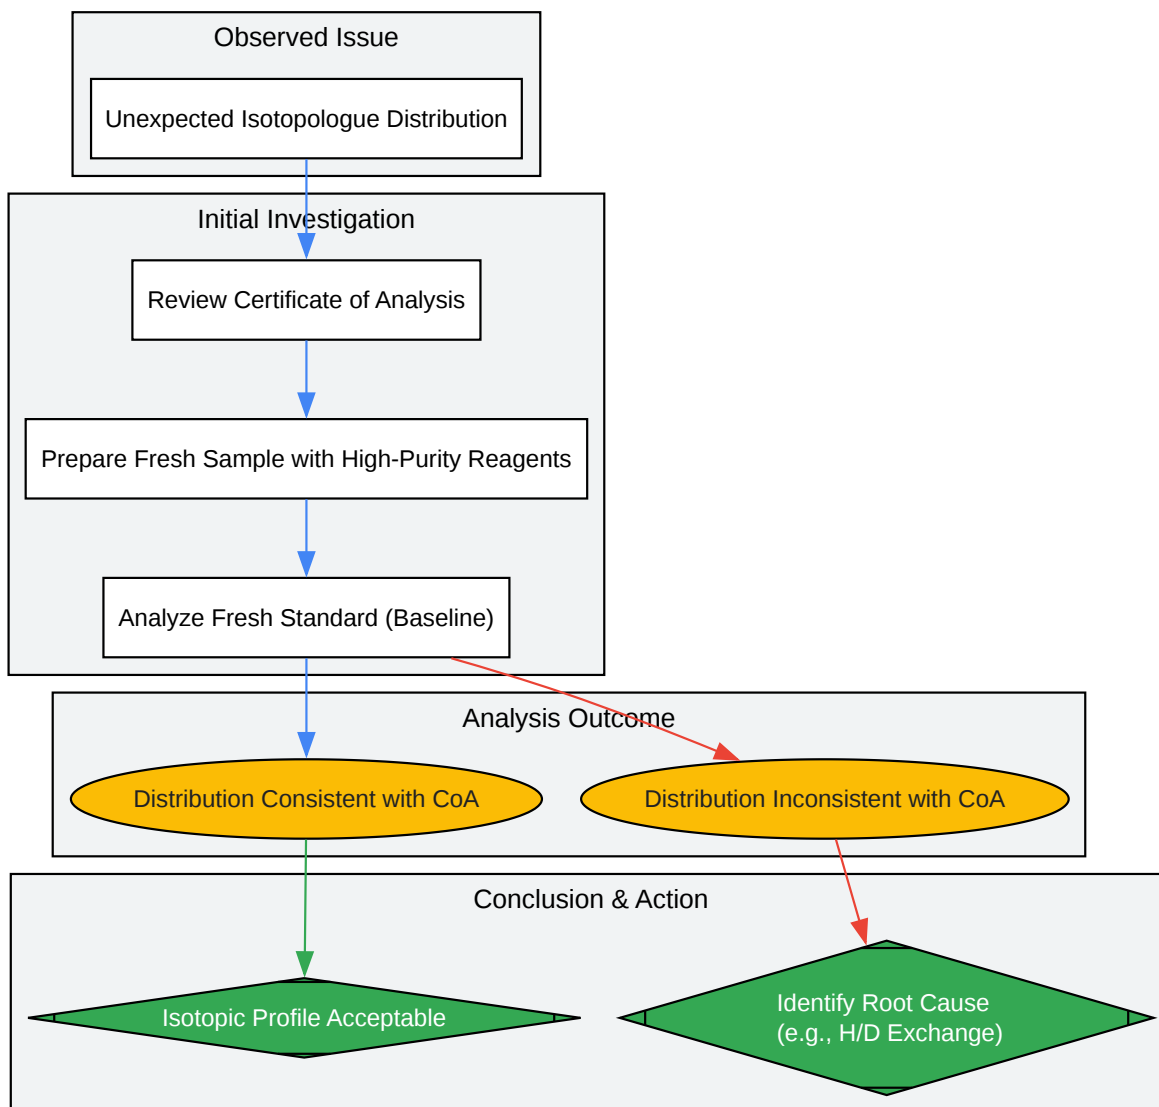 Observed Issue
Unexpected Isotopologue Distribution
Initial Investigation
Review Certificate of Analysis
Prepare Fresh Sample with High-Purity Reagents
Analyze Fresh Standard (Baseline)
Analysis Outcome
Distribution Consistent with CoA
Distribution Inconsistent with CoA
Conclusion & Action
Isotopic Profile Acceptable
Identify Root Cause
(e.g., H/D Exchange)